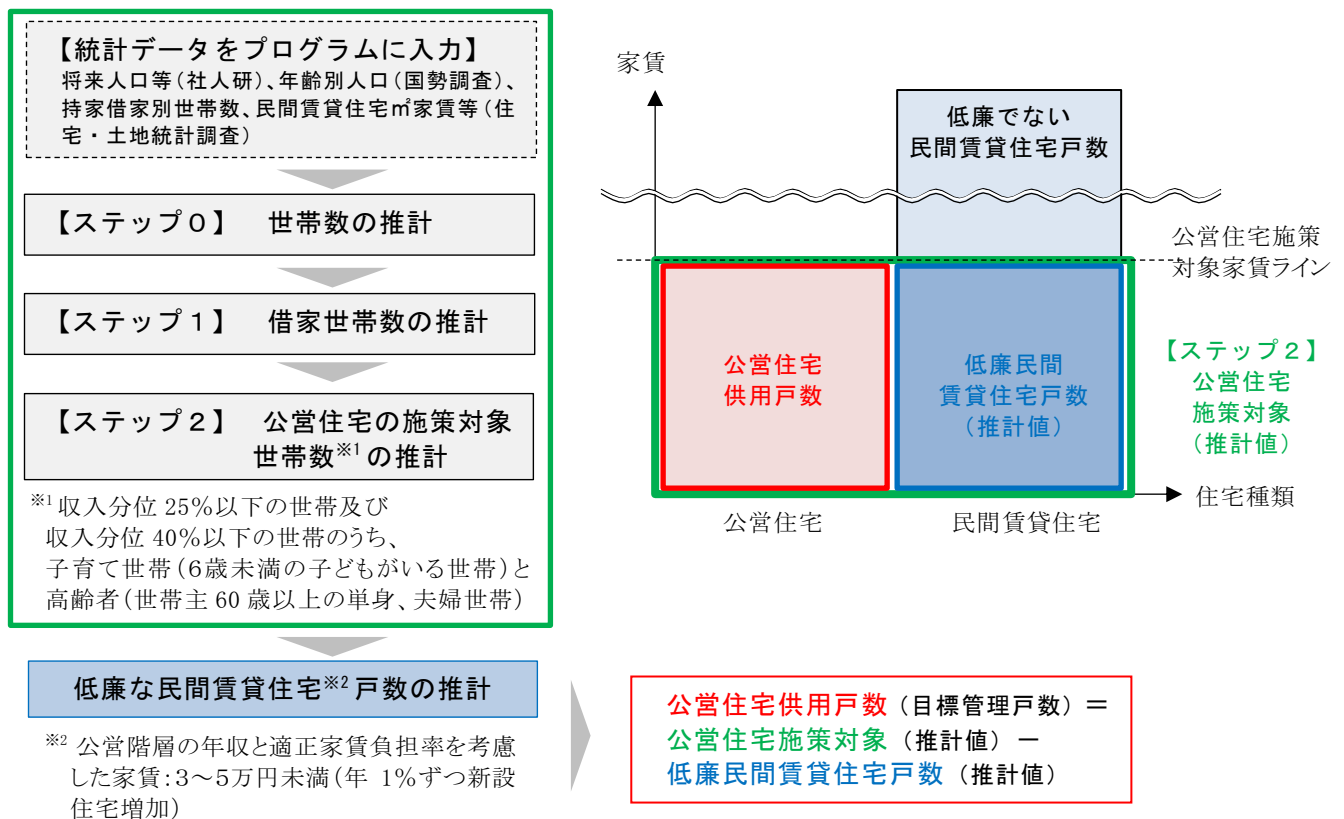 【統計データをプログラムに入力】
将来人口等(社人研)、年齢別人口(国勢調査)、
持家借家別世帯数、民間賃貸住宅㎡家賃等(住
宅・土地統計調査)
【ステップ0】 世帯数の推計
【ステップ1】 借家世帯数の推計
【ステップ2】 公営住宅の施策対象
世帯数※1の推計
※1 収入分位 25%以下の世帯及び
収入分位 40%以下の世帯のうち、
子育て世帯(6歳未満の子どもがいる世帯)と
高齢者(世帯主 60 歳以上の単身、夫婦世帯)
低廉な民間賃貸住宅※2 戸数の推計
※2 公営階層の年収と適正家賃負担率を考慮
した家賃:3~5万円未満(年 1%ずつ新設
住宅増加)
家賃
低廉でない
民間賃貸住宅戸数
公営住宅施策
対象家賃ライン
公営住宅
供用戸数
低廉民間
賃貸住宅戸数
(推計値)
【ステップ2】
公営住宅
施策対象
(推計値)
住宅種類
公営住宅
民間賃貸住宅
公営住宅供用戸数(目標管理戸数)=
公営住宅施策対象(推計値)-
低廉民間賃貸住宅戸数(推計値)